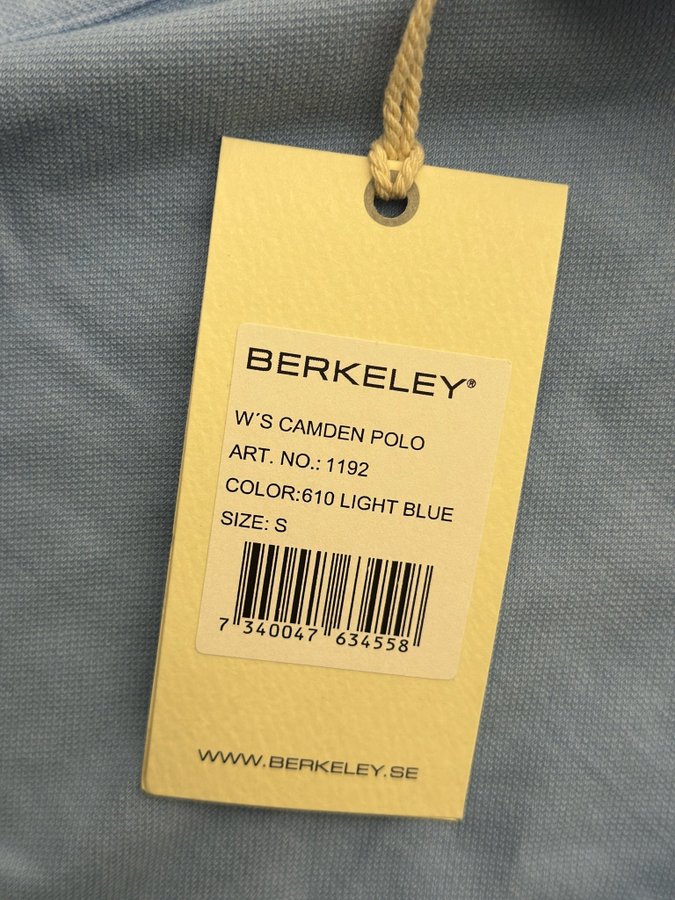 BERKELEY®
W´S CAMDEN POLO
ART. NO.: 1192
COLOR:610 LIGHT BLUE
SIZE: S
7 340047 634558
WWW.BERKELEY.SE